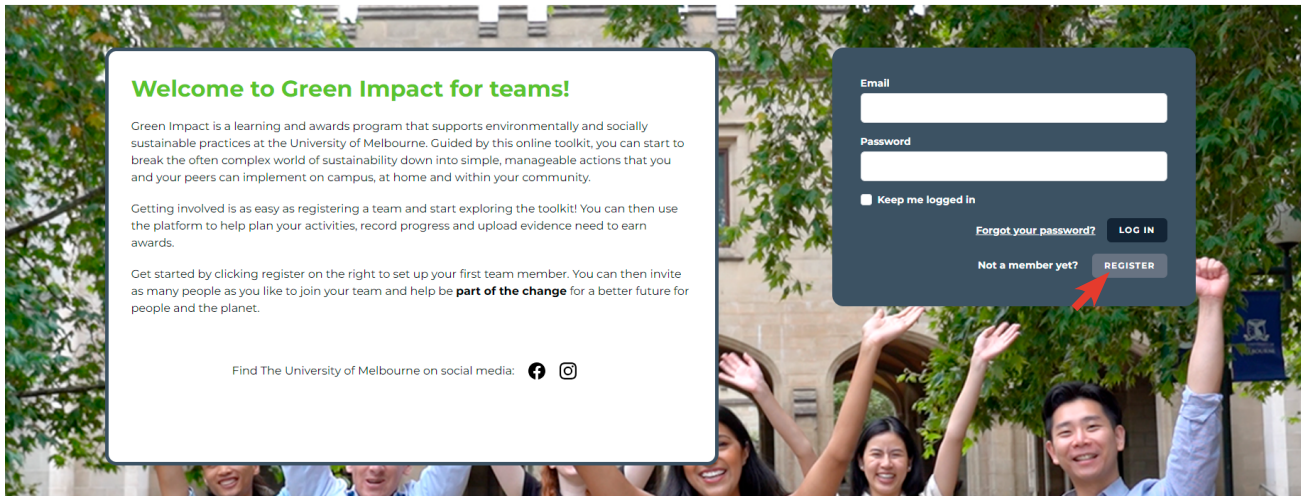 Welcome to Green Impact for teams!
Green Impact is a learning and awards program that supports environmentally and socially
sustainable practices at the University of Melbourne. Guided by this online toolkit, you can start to
break the often complex world of sustainability down into simple, manageable actions that you
and your peers can implement on campus, at home and within your community.
Getting involved is as easy as registering a team and start exploring the toolkit! You can then use
the platform to help plan your activities, record progress and upload evidence need to earn
awards.
Get started by clicking register on the right to set up your first team member. You can then invite
as many people as you like to join your team and help be part of the change for a better future for
people and the planet.
Find The University of Melbourne on social media:
Email
Password
Keep me logged in
Forgot your password? LOG IN
Not a member yet? REGISTER
MELBOURNE